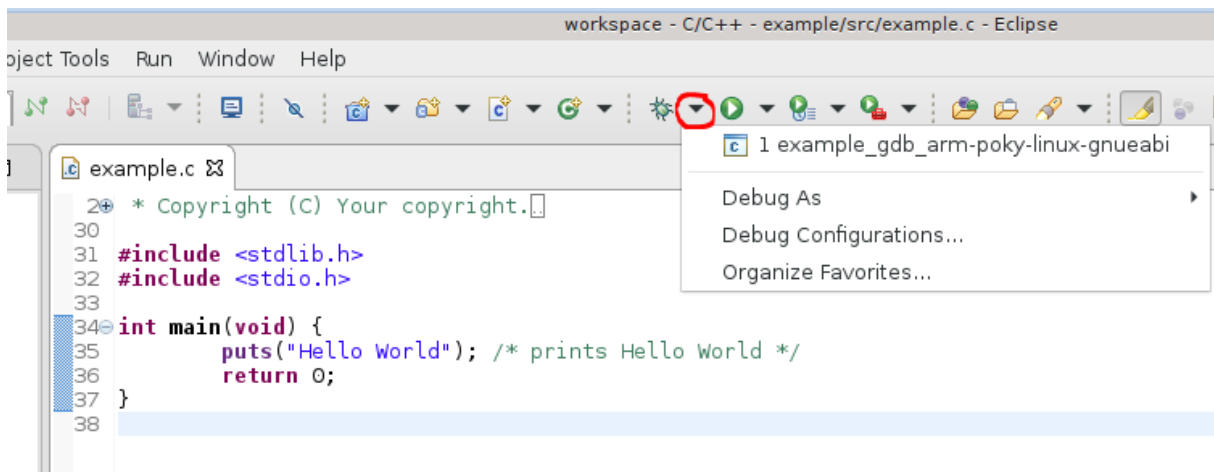 workspace - C/C++ - example/src/example.c - Eclipse
oject Tools Run Window Help
1 example_gdb_arm-poky-linux-gnueabi
Debug As
Debug Configurations...
Organize Favorites...
example.c
2 * Copyright (C) Your copyright.
30
31 #include <stdlib.h>
32 #include <stdio.h>
33
34 int main(void) {
35 puts("Hello World"); /* prints Hello World */
36 return 0;
37 }
38